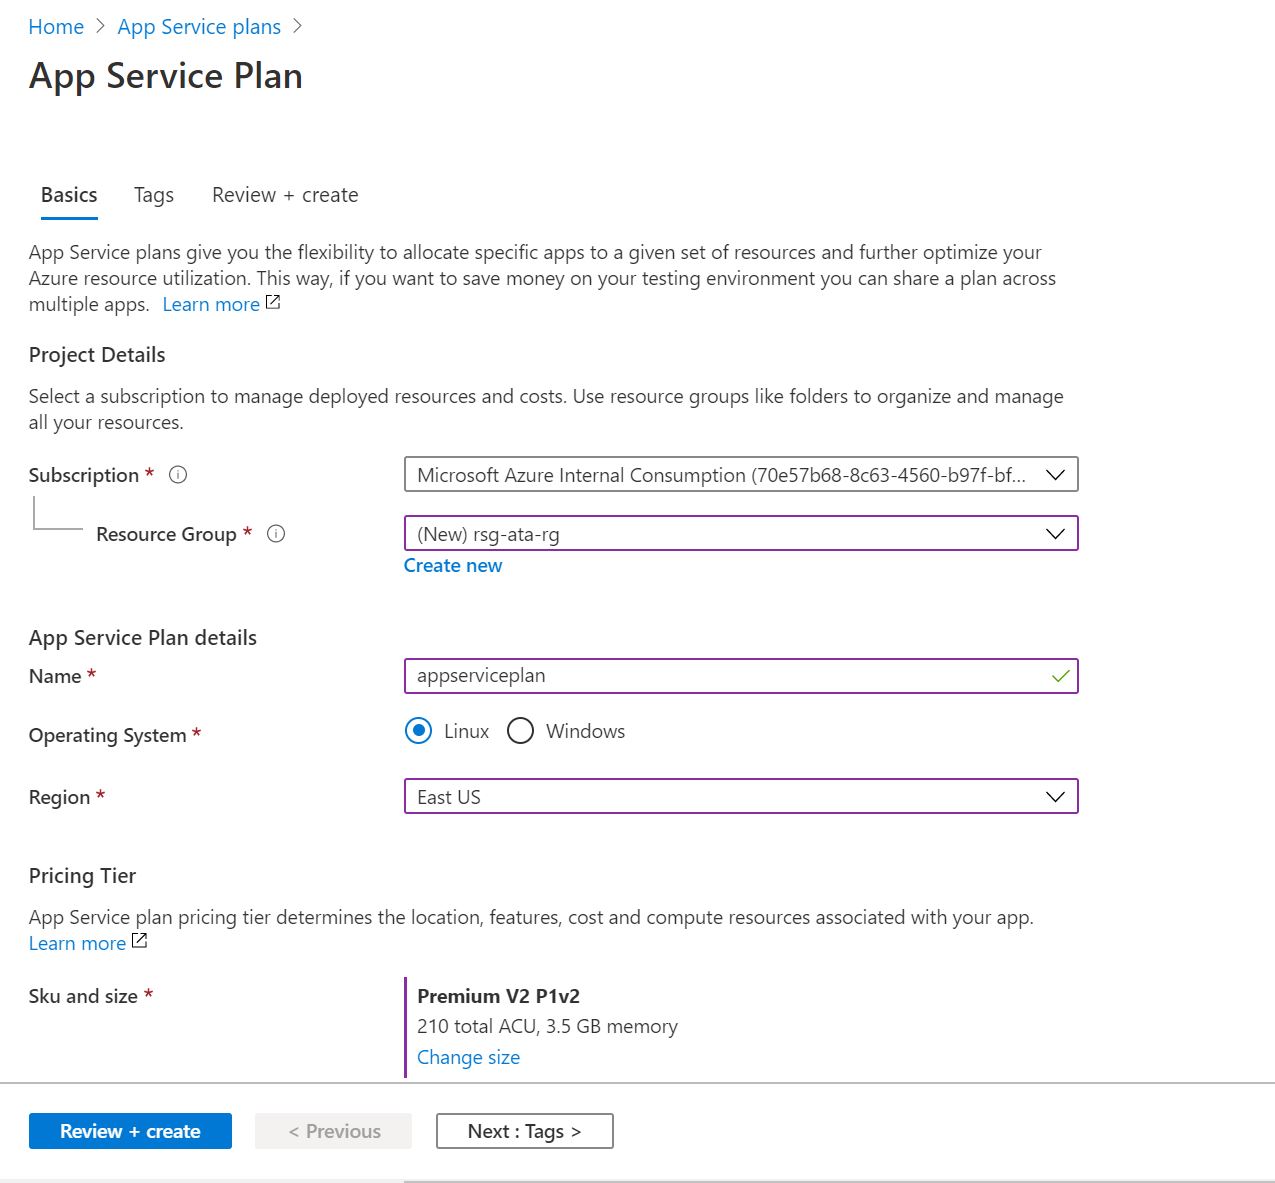 Home > App Service plans >
App Service Plan
Basics Tags Review + create
App Service plans give you the flexibility to allocate specific apps to a given set of resources and further optimize your
Azure resource utilization. This way, if you want to save money on your testing environment you can share a plan across
multiple apps. Learn more
Project Details
Select a subscription to manage deployed resources and costs. Use resource groups like folders to organize and manage
all your resources.
Subscription * Microsoft Azure Internal Consumption (70e57b68-8c63-4560-b97f-bf...
Resource Group * (New) rsg-ata-rg
Create new
App Service Plan details
Name * appserviceplan
Operating System * Linux Windows
Region * East US
Pricing Tier
App Service plan pricing tier determines the location, features, cost and compute resources associated with your app.
Learn more
Sku and size * Premium V2 P1v2
210 total ACU, 3.5 GB memory
Change size
Review + create < Previous Next : Tags >